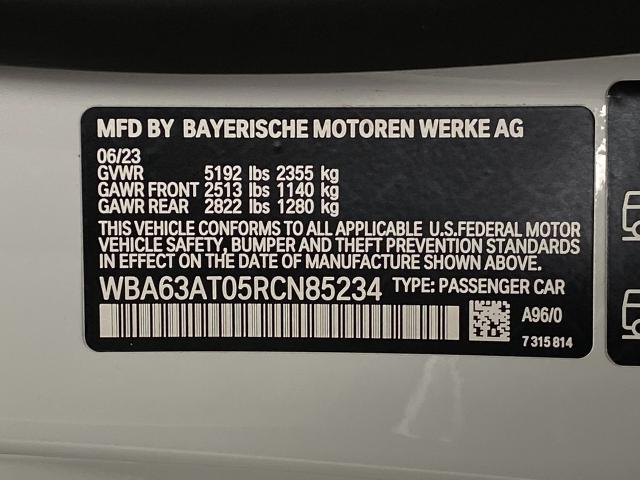 MFD BY BAYERISCHE MOTOREN WERKE AG
06/23
GVWR 5192 lbs 2355 kg
GAWR FRONT 2513 lbs 1140 kg
GAWR REAR 2822 lbs 1280 kg
THIS VEHICLE CONFORMS TO ALL APPLICABLE U.S.FEDERAL MOTOR
VEHICLE SAFETY, BUMPER AND THEFT PREVENTION STANDARDS
IN EFFECT ON THE DATE OF MANUFACTURE SHOWN ABOVE.
WBA63AT05RCN85234 TYPE: PASSENGER CAR
A96/0
7 315 814